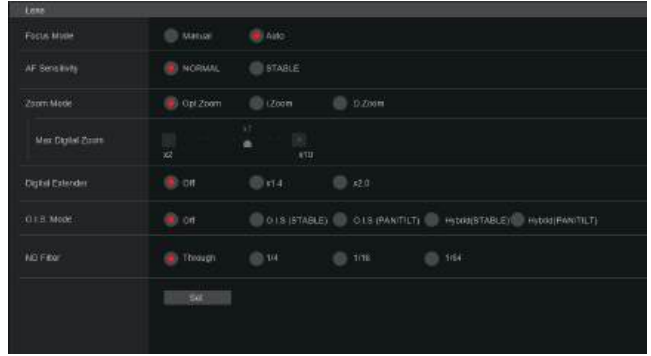 Lens
Focus Mode Manual Auto
AF Sensitivity NORMAL STABLE
Zoom Mode Opt.Zoom i.Zoom D.Zoom
Max Digital Zoom
x2 x10
Digital Extender Off x1.4 x2.0
O.I.S. Mode Off O.I.S.(STABLE) O.I.S.(PAN/TILT) Hybrid(STABLE) Hybrid(PAN/TILT)
ND Filter Through 1/4 1/16 1/64
Set